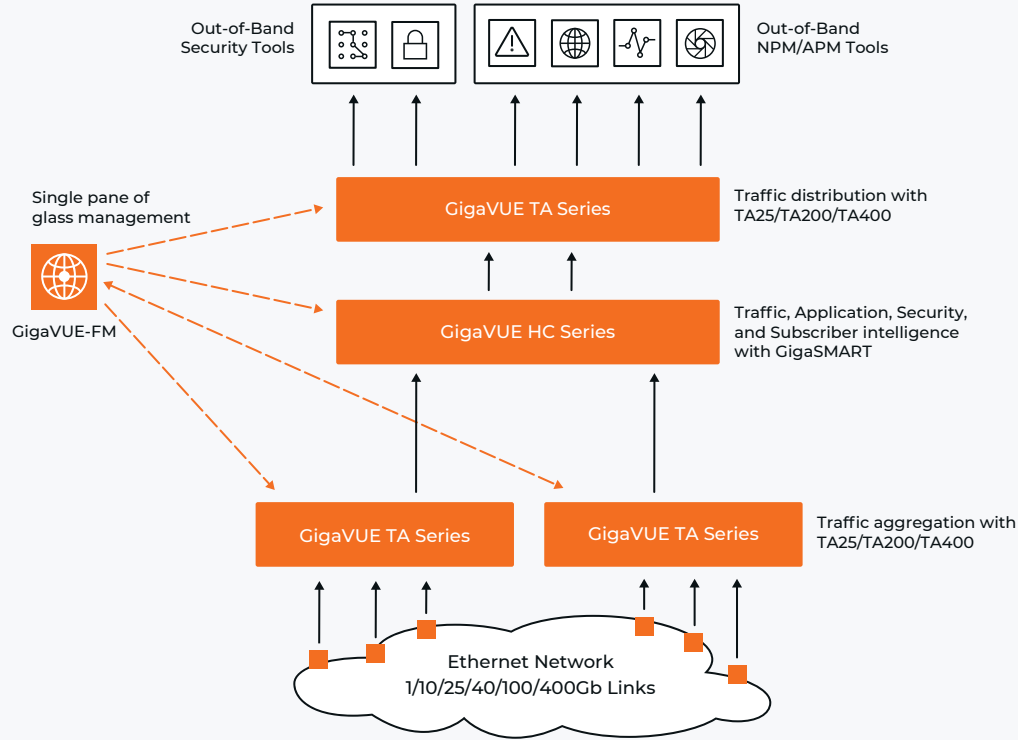 Out-of-Band
Security Tools
Out-of-Band
NPM/APM Tools
Single pane of
glass management
GigaVUE-FM
GigaVUE TA Series
Traffic distribution with
TA25/TA200/TA400
GigaVUE HC Series
Traffic, Application, Security,
and Subscriber intelligence
with GigaSMART
GigaVUE TA Series
GigaVUE TA Series
Traffic aggregation with
TA25/TA200/TA400
Ethernet Network
1/10/25/40/100/400Gb Links